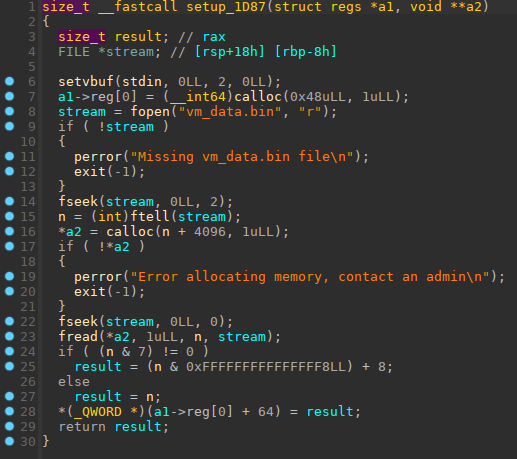 1 size_t __fastcall setup_1D87(struct regs *a1, void **a2)
2 {
3 size_t result; // rax
4 FILE *stream; // [rsp+18h] [rbp-8h]
5
6 setvbuf(stdin, 0LL, 2, 0LL);
7 a1->reg[0] = (__int64)calloc(0x48uLL, 1uLL);
8 stream = fopen("vm_data.bin", "r");
9 if ( !stream )
10 {
11 perror("Missing vm_data.bin file\n");
12 exit(-1);
13 }
14 fseek(stream, 0LL, 2);
15 n = (int)ftell(stream);
16 *a2 = calloc(n + 4096, 1uLL);
17 if ( !*a2 )
18 {
19 perror("Error allocating memory, contact an admin\n");
20 exit(-1);
21 }
22 fseek(stream, 0LL, 0);
23 fread(*a2, 1uLL, n, stream);
24 if ( (n & 7) != 0 )
25 result = (n & 0xFFFFFFFFFFFFFFF8LL) + 8;
26 else
27 result = n;
28 *(_QWORD *)(a1->reg[0] + 64) = result;
29 return result;
30 }